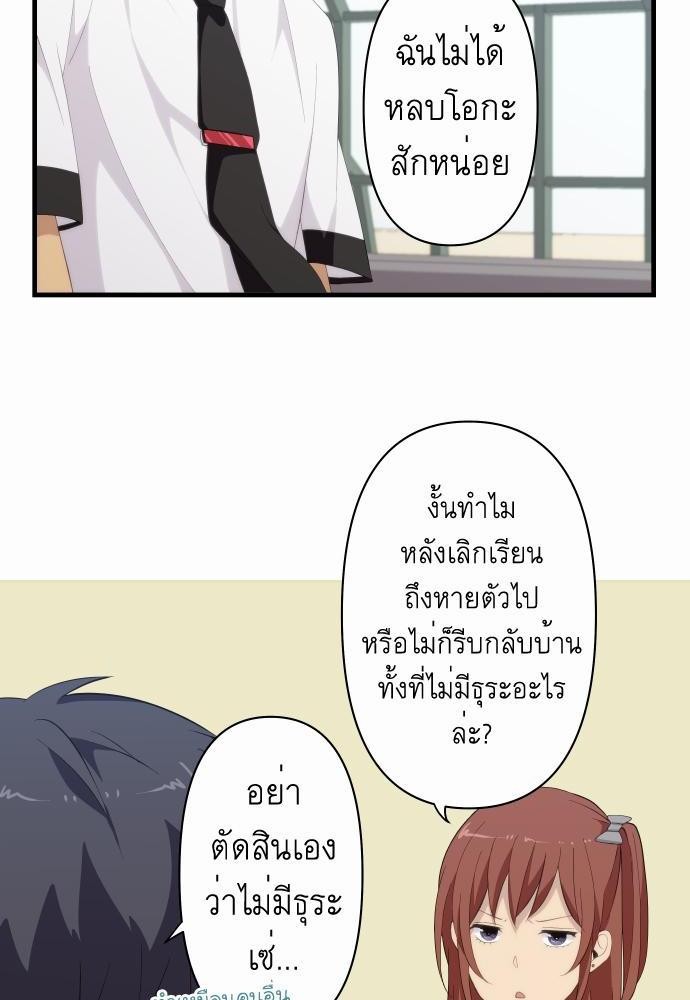 ฉันไม่ได้
หลบโอกะ
สักหน่อย
งั้นทำไม
หลังเลิกเรียน
ถึงหายตัวไป
หรือไม่ก็รีบกลับบ้าน
ทั้งที่ไม่มีธุระอะไร
ล่ะ?
อย่า
ตัดสินเอง
ว่าไม่มีธุระ
เซ่...